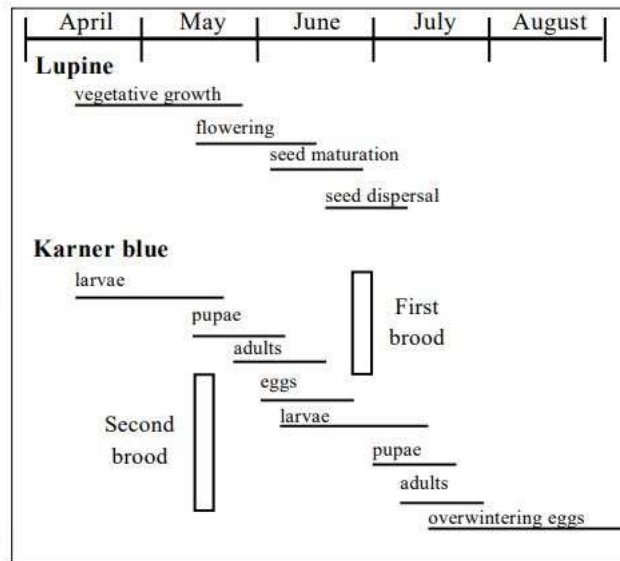 April May June July August
Lupine
vegetative growth
flowering
seed maturation
seed dispersal
Karner blue
larvae
pupae
adults
First
brood
eggs
larvae
Second
brood
pupae
adults
overwintering eggs